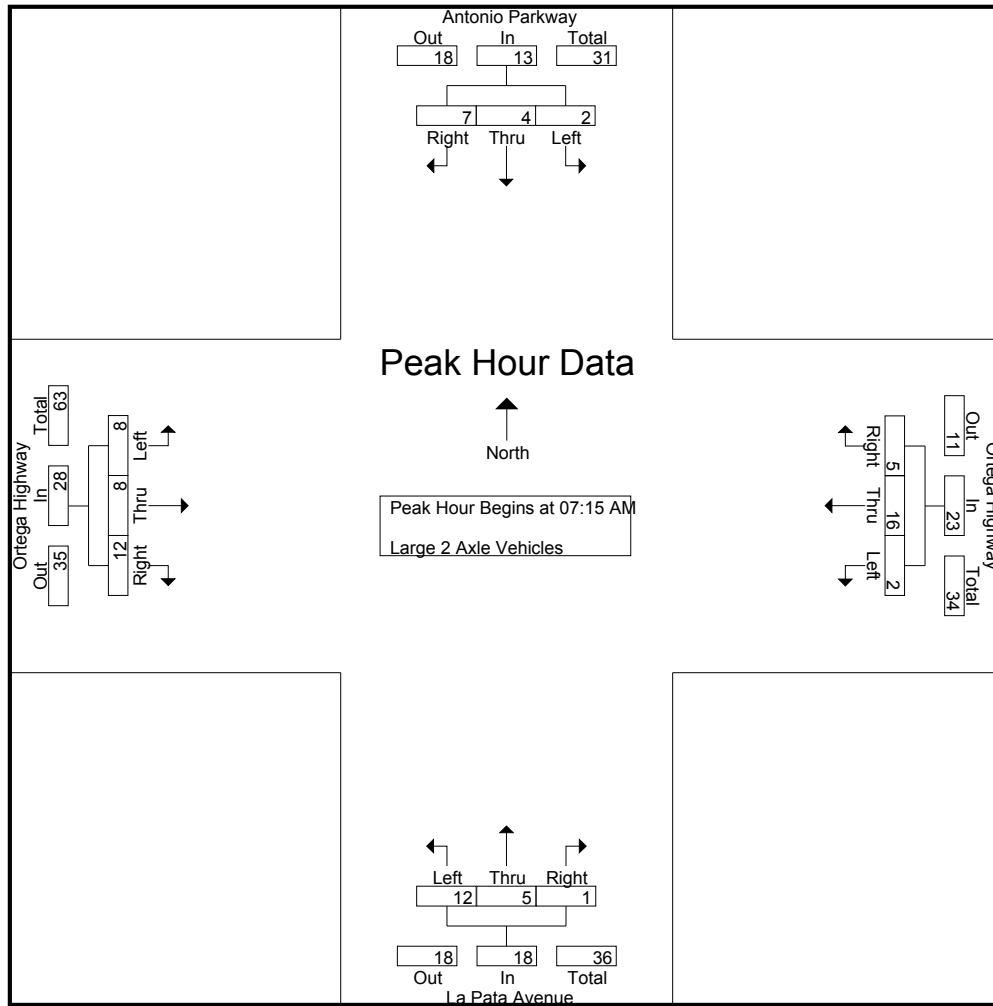 Antonio Parkway
Out In Total
18 13 31
7 4 2
Right Thru Left
Peak Hour Data
North
Peak Hour Begins at 07:15 AM
Large 2 Axle Vehicles
Ortega Highway
Out In Total
35 28 63
8 8 12
Left Thru Right
Ortega Highway
Out In Total
11 23 34
Right Thru Left
5 16 2
Left Thru Right
12 5 1
18 18 36
Out In Total
La Pata Avenue